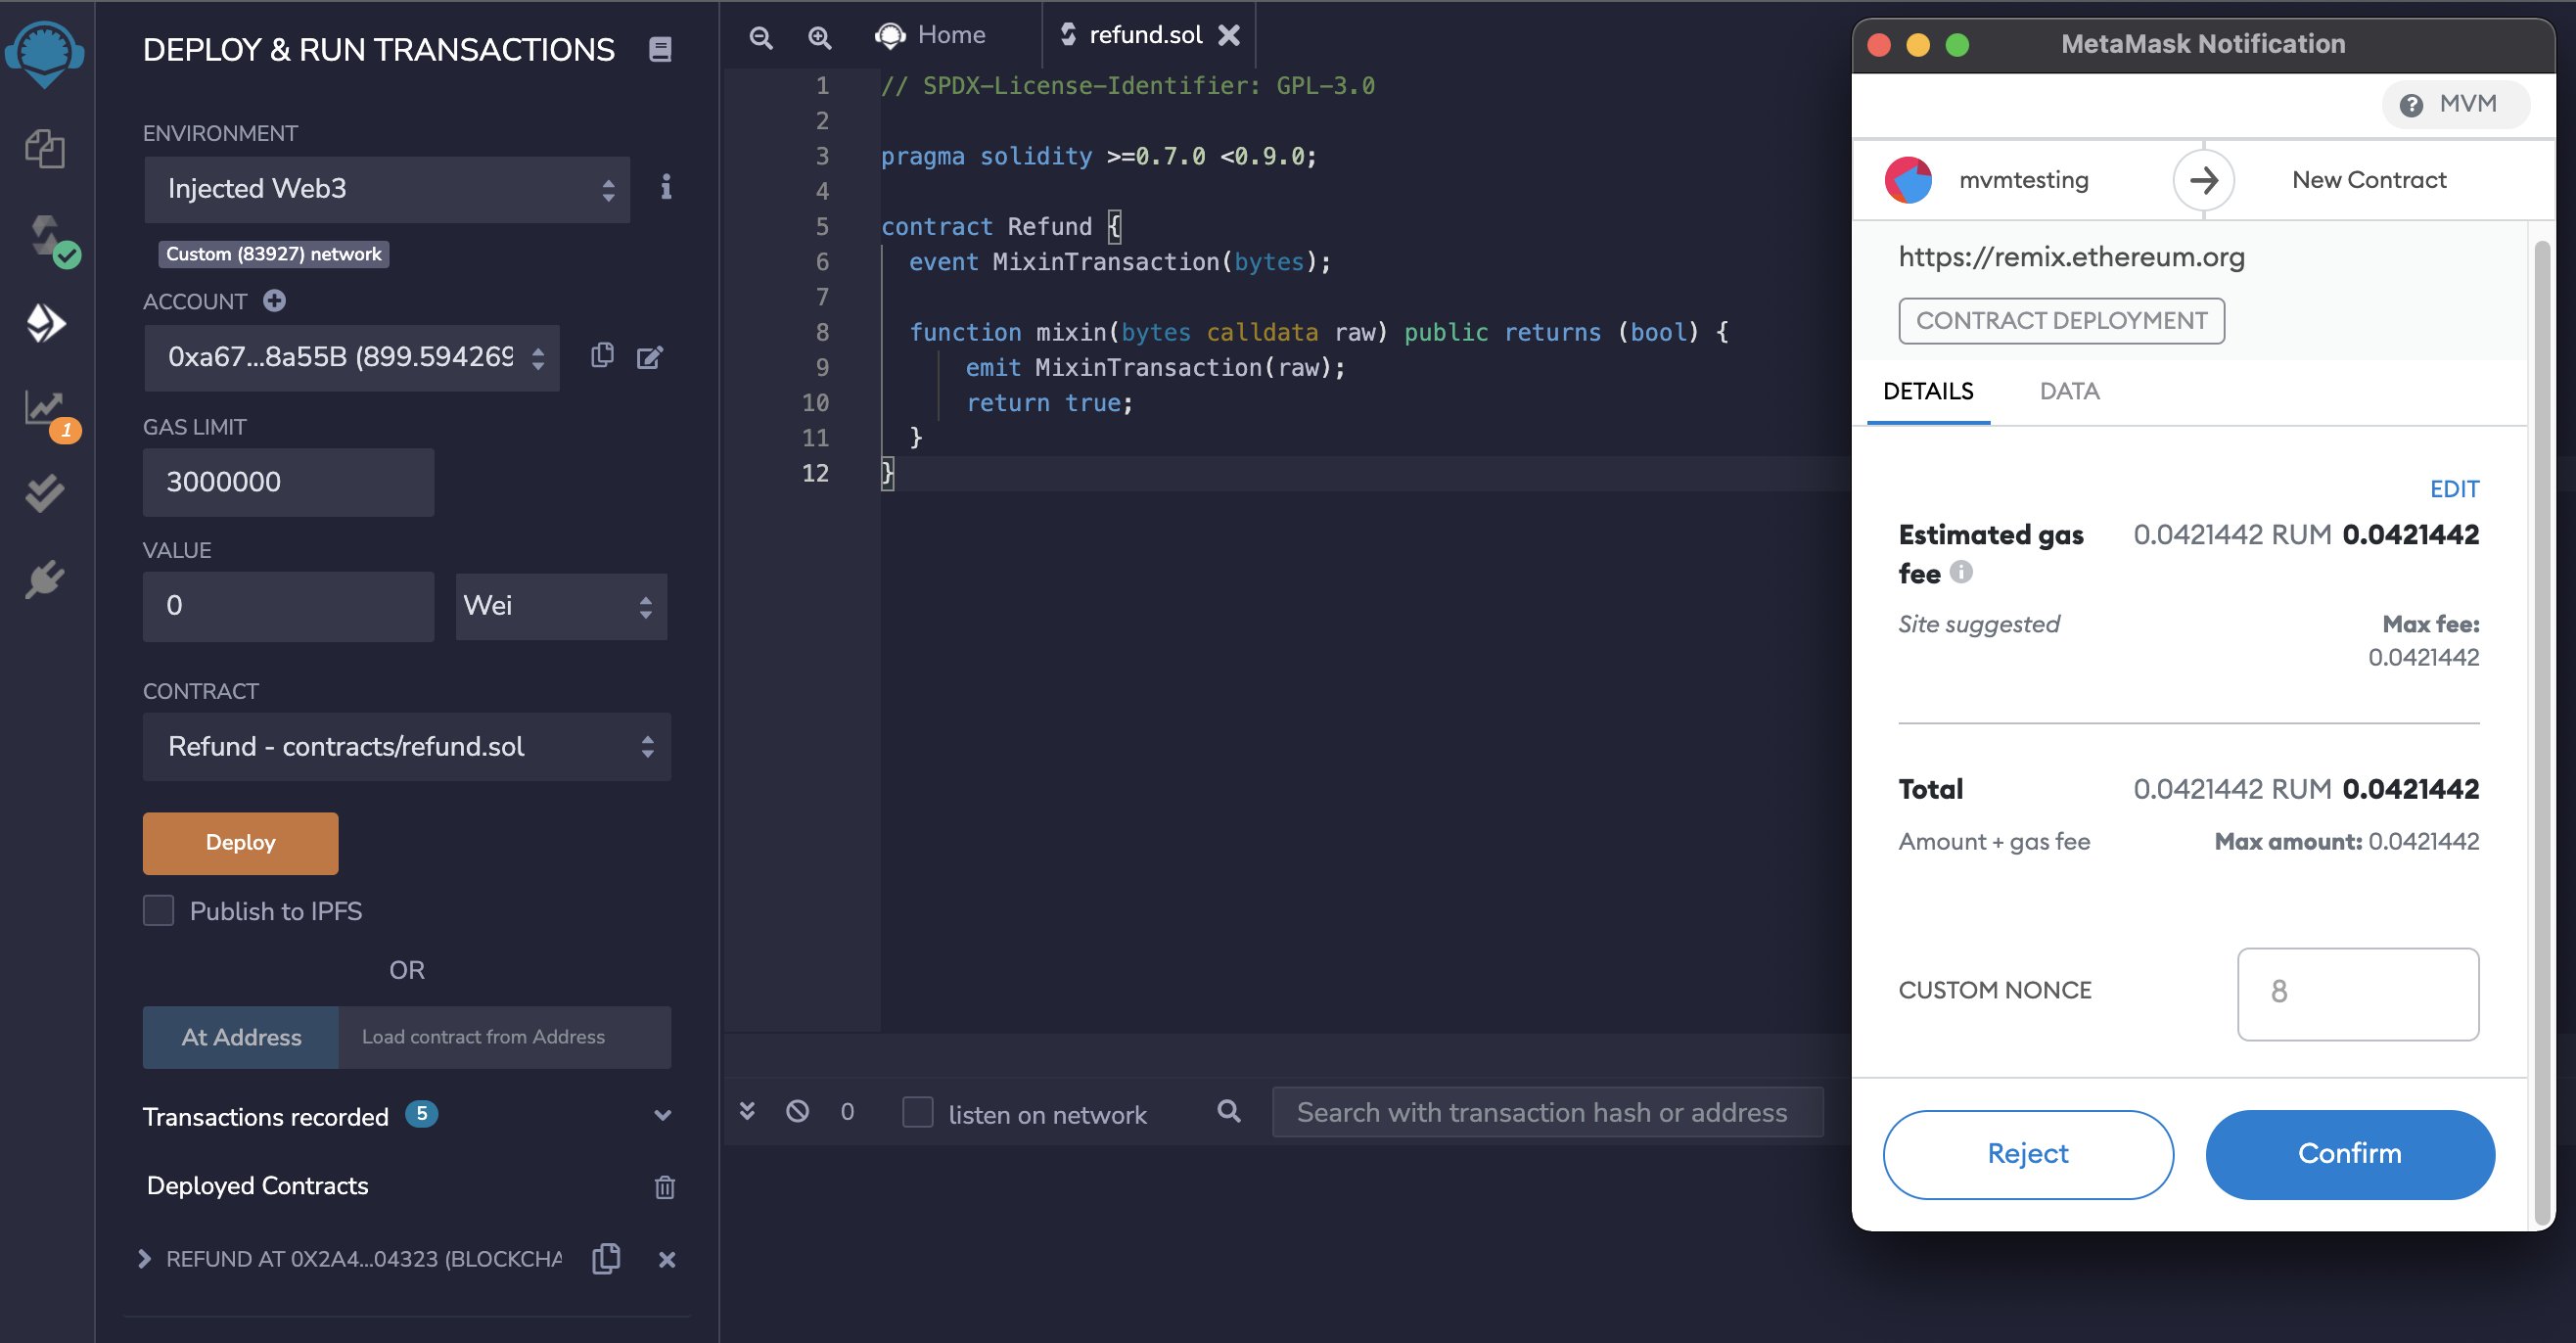 DEPLOY & RUN TRANSACTIONS
ENVIRONMENT
Injected Web3
Custom (83927) network
ACCOUNT
0xa67...8a55B (899.594269
GAS LIMIT
3000000
VALUE
0
Wei
CONTRACT
Refund - contracts/refund.sol
Deploy
Publish to IPFS
OR
At Address
Load contract from Address
Transactions recorded 5
Deployed Contracts
REFUND AT 0X2A4...04323 (BLOCKCHA
1
Home
refund.sol
1 // SPDX-License-Identifier: GPL-3.0
2
3 pragma solidity >=0.7.0 <0.9.0;
4
5 contract Refund {
6 event MixinTransaction(bytes);
7
8 function mixin(bytes calldata raw) public returns (bool) {
9 emit MixinTransaction(raw);
10 return true;
11 }
12 }
0
listen on network
Search with transaction hash or address
MetaMask Notification
MVM
mvmtesting
New Contract
https://remix.ethereum.org
CONTRACT DEPLOYMENT
DETAILS
DATA
EDIT
Estimated gas 0.0421442 RUM 0.0421442
fee
Site suggested
Max fee:
0.0421442
Total 0.0421442 RUM 0.0421442
Amount + gas fee Max amount: 0.0421442
CUSTOM NONCE
8
Reject
Confirm